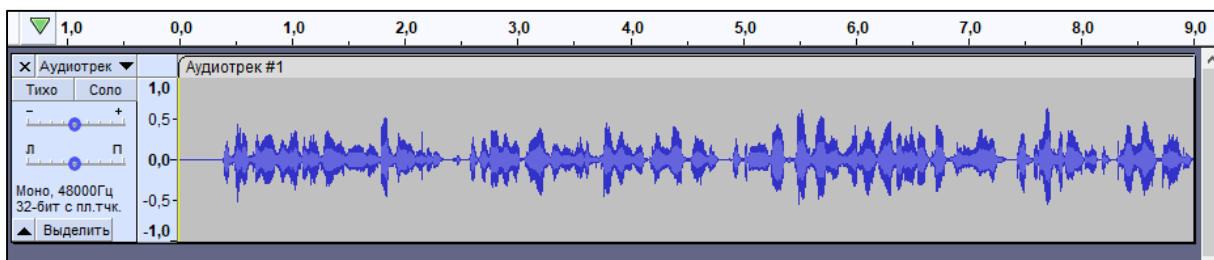 1,0 0,0 1,0 2,0 3,0 4,0 5,0 6,0 7,0 8,0 9,0
× Аудиотрек ▼ Аудиотрек #1
Тихо Соло 1,0
- + 0,5-
Л П 0,0-
Моно, 48000Гц
32-бит с пл.тчк. -0,5-
▲ Выделить -1,0